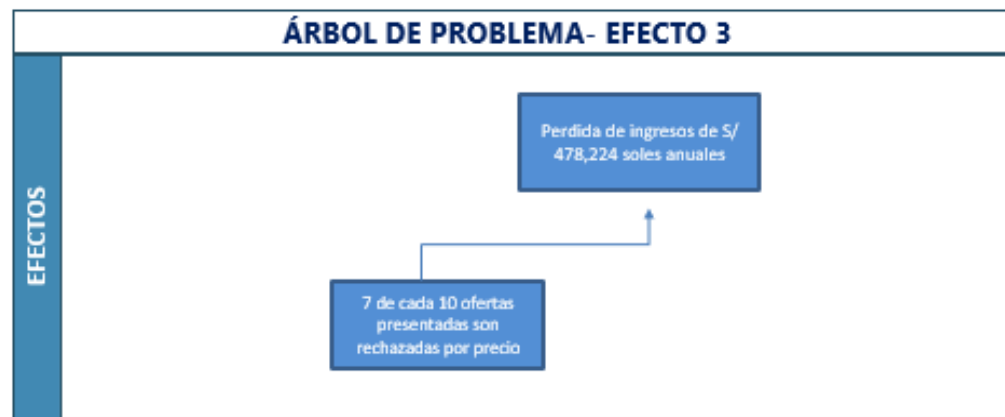 ÁRBOL DE PROBLEMA- EFECTO 3
EFECTOS
Perdida de ingresos de S/
478,224 soles anuales
7 de cada 10 ofertas
presentadas son
rechazadas por precio